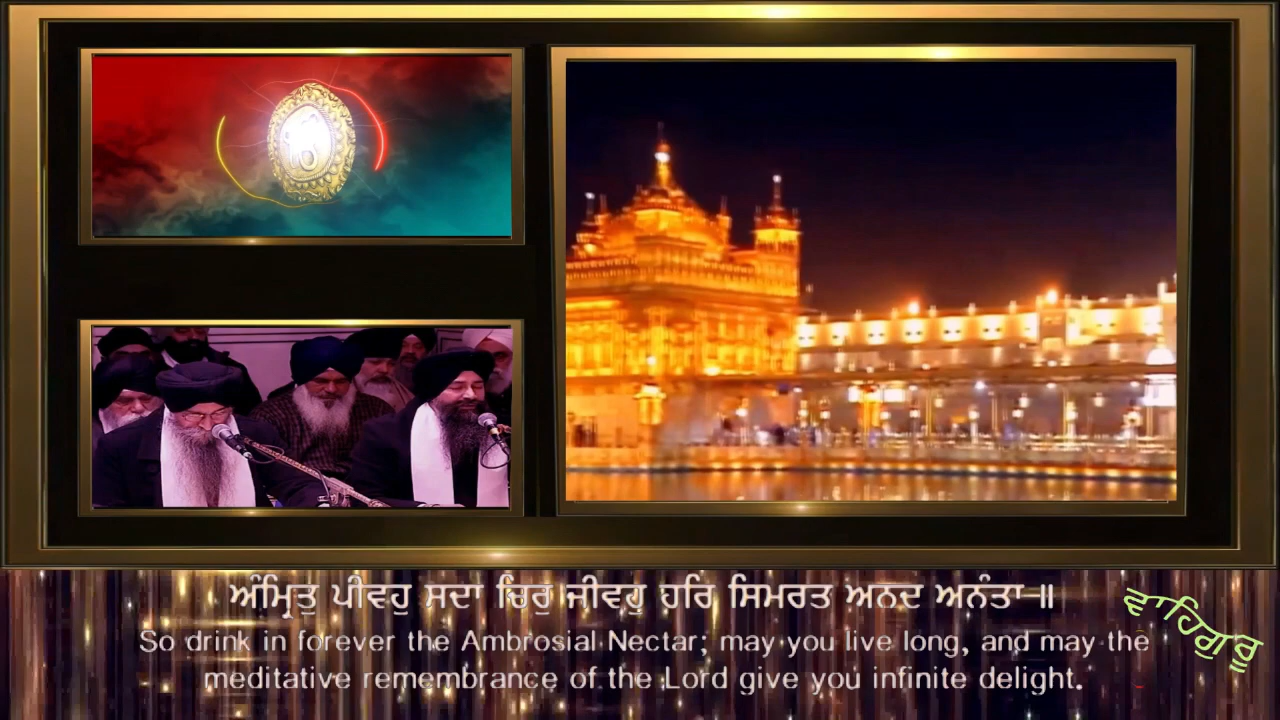 ੴ
ਅੰਮ੍ਰਿਤੁ ਪੀਵਹੁ ਸਦਾ ਚਿਰੁ ਜੀਵਹੁ ਹਰਿ ਸਿਮਰਤ ਅਨਦ ਅਨੰਤਾ ॥
So drink in forever the Ambrosial Nectar; may you live long, and may the
meditative remembrance of the Lord give you infinite delight.
ਵਾਹਿਗੁਰੂ